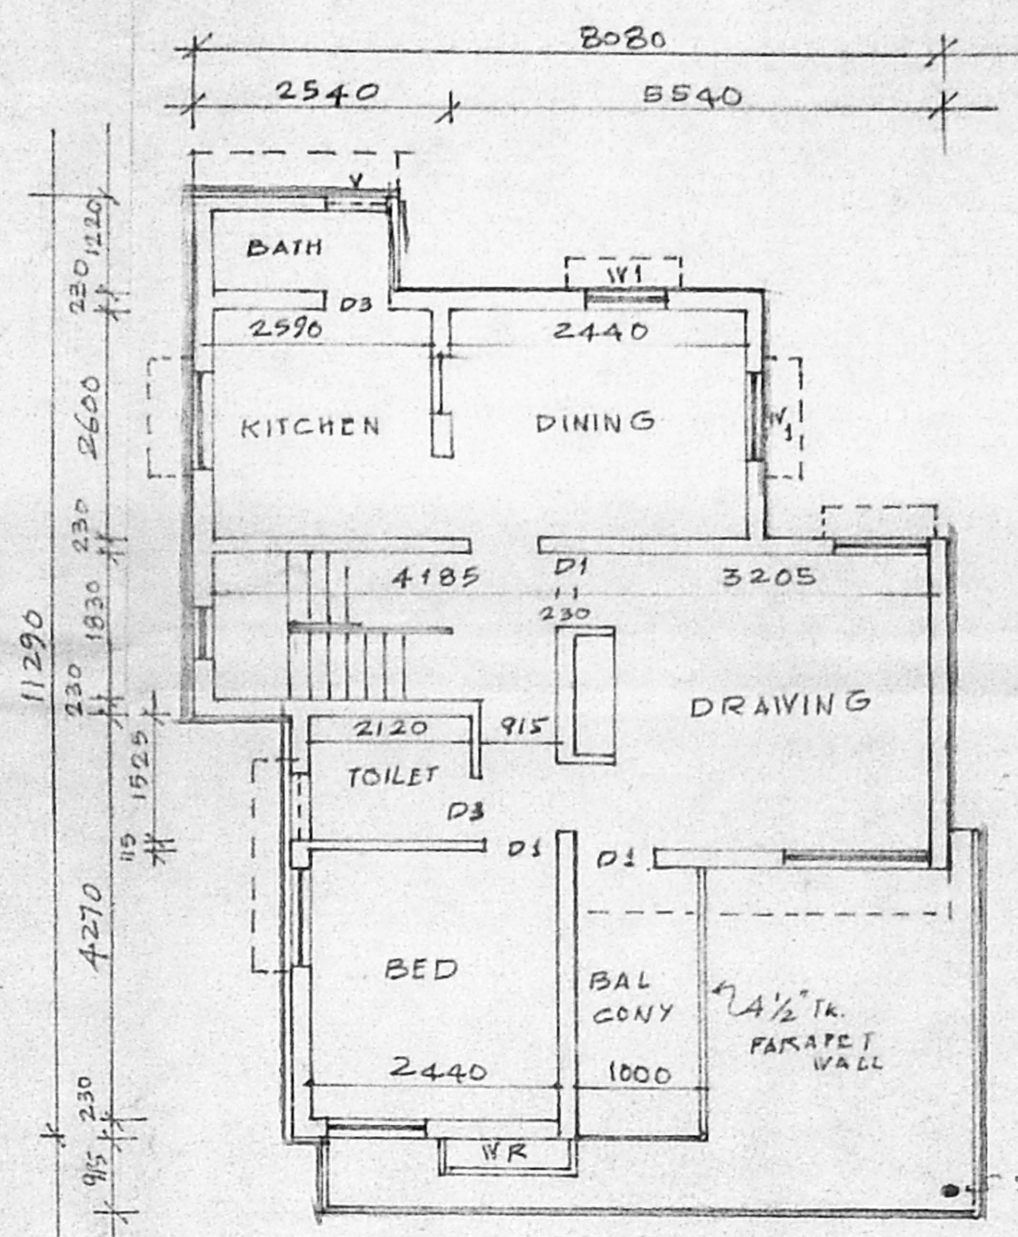 8080
2540
5540
V
1220
BATH
230
W1
D3
2590
2440
2600
KITCHEN
DINING
W1
230
4185
D1
3205
230
1830
11290
230
DRAWING
2120
915
1525
TOILET
D3
115
D1
D1
4270
BED
BAL
CONY
4½" TK.
PARAPET
WALL
2440
1000
230
WR
915